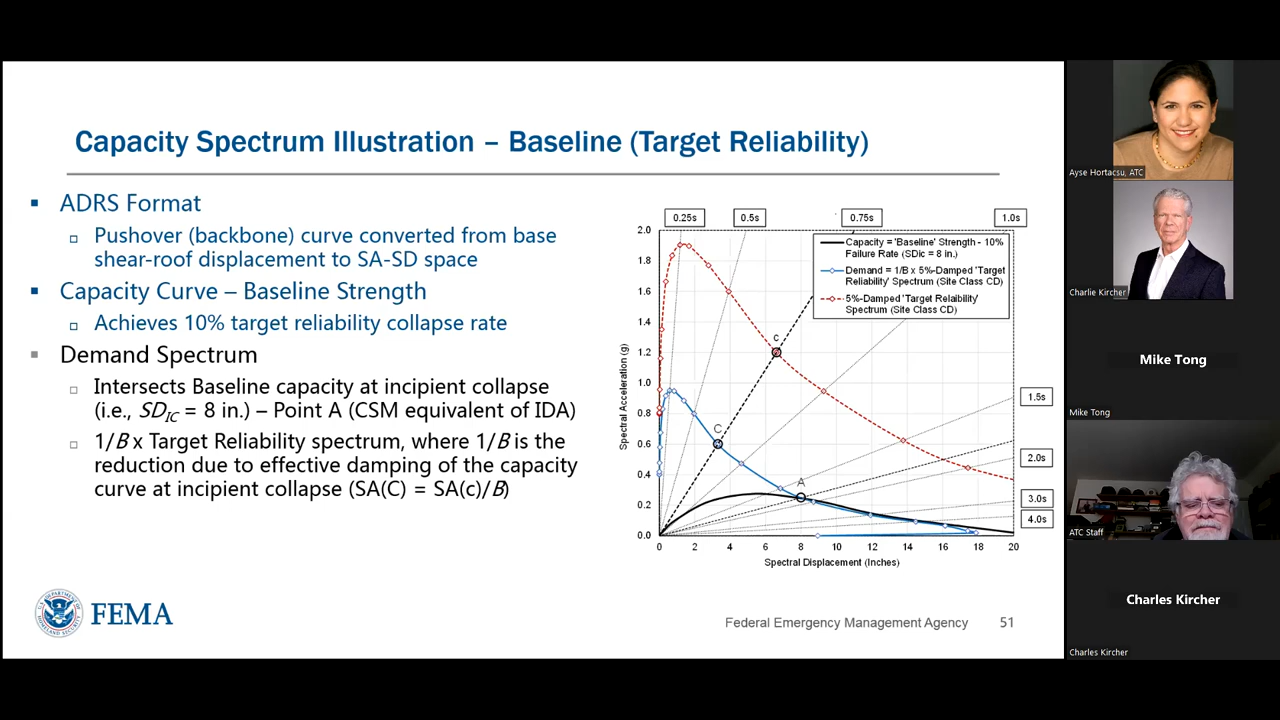 Capacity Spectrum Illustration – Baseline (Target Reliability)
ADRS Format
Pushover (backbone) curve converted from base
shear-roof displacement to SA-SD space
Capacity Curve – Baseline Strength
Achieves 10% target reliability collapse rate
Demand Spectrum
Intersects Baseline capacity at incipient collapse
(i.e., SDIC = 8 in.) – Point A (CSM equivalent of IDA)
1/B x Target Reliability spectrum, where 1/B is the
reduction due to effective damping of the capacity
curve at incipient collapse (SA(C) = SA(c)/B)
0.25s
0.5s
0.75s
1.0s
Capacity = 'Baseline' Strength - 10%
Failure Rate (SDic = 8 in.)
Demand = 1/B x 5%-Damped 'Target
Reliability' Spectrum (Site Class CD)
5%-Damped 'Target Relaibility'
Spectrum (Site Class CD)
1.5s
2.0s
3.0s
4.0s
c
C
A
Spectral Acceleration (g)
2.0
1.8
1.6
1.4
1.2
1.0
0.8
0.6
0.4
0.2
0.0
0 2 4 6 8 10 12 14 16 18 20
Spectral Displacement (Inches)
FEMA
Federal Emergency Management Agency 51
Ayse Hortacsu, ATC
Charlie Kircher
Mike Tong
Mike Tong
ATC Staff
Charles Kircher
Charles Kircher